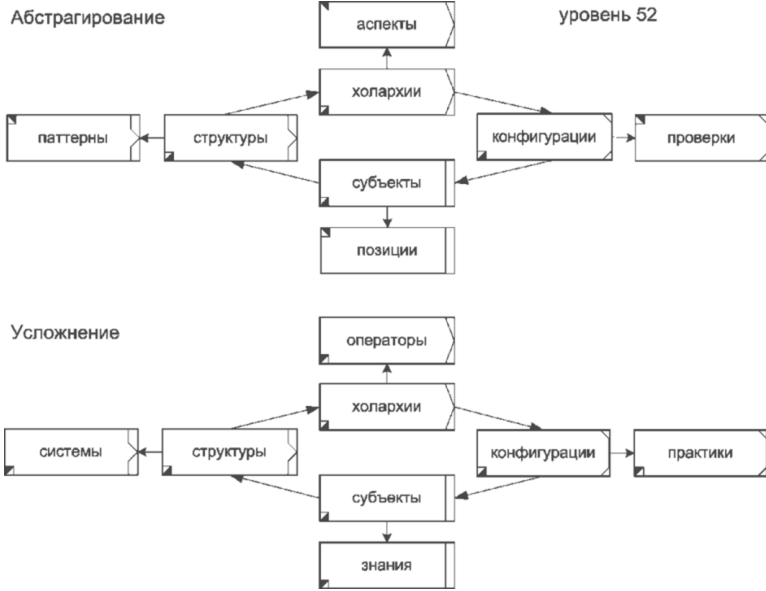 Абстрагирование
уровень 52
аспекты
холархии
паттерны
структуры
конфигурации
проверки
субъекты
позиции
Усложнение
операторы
холархии
системы
структуры
конфигурации
практики
субъекты
знания